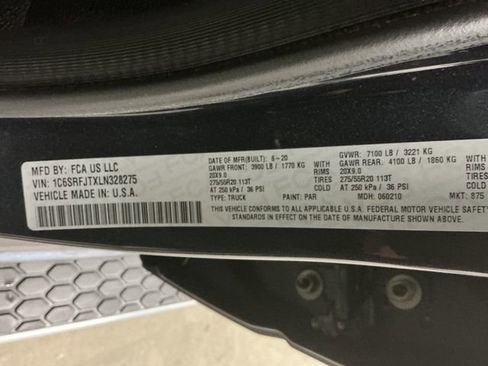 MFD BY: FCA US LLC
VIN: 1C6SRFJTXLN328275
VEHICLE MADE IN: U.S.A.
DATE OF MFR(BUILT) 6-20 GVWR: 7100 LB / 3221 KG
GAWR FRONT: 3900 LB / 1770 KG GAWR REAR: 4100 LB / 1860 KG
20X9.0 RIMS 20X9.0 RIMS
275/55R20 113T TIRES 275/55R20 113T TIRES
AT 250 kPa / 36 PSI COLD AT 250 kPa / 36 PSI COLD
TYPE: TRUCK PAINT: PAR MDH: 060210 MKT: 875
THIS VEHICLE CONFORMS TO ALL APPLICABLE U.S.A. FEDERAL MOTOR VEHICLE SAFETY
STANDARDS IN EFFECT ON THE DATE OF MANUFACTURE SHOWN ABOVE.